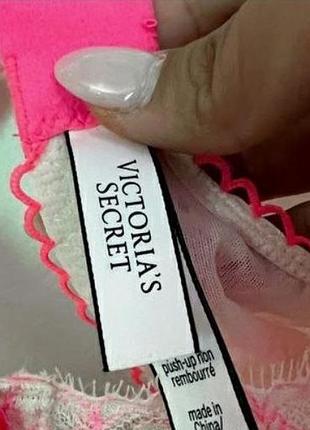 VICTORIA'S
SECRET
push-up non
rembourré
made in
China/